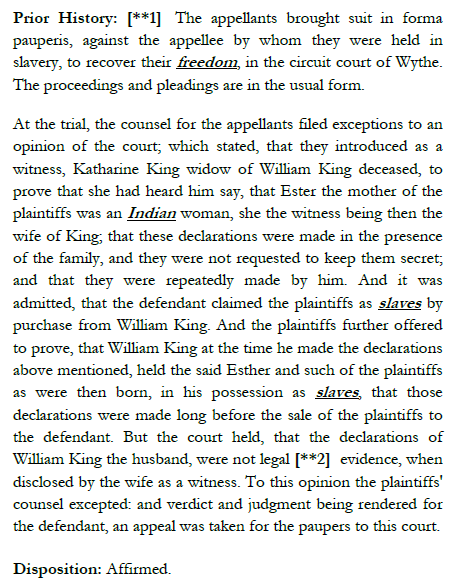 Prior History: [**1] The appellants brought suit in forma
pauperis, against the appellee by whom they were held in
slavery, to recover their freedom, in the circuit court of Wythe.
The proceedings and pleadings are in the usual form.
At the trial, the counsel for the appellants filed exceptions to an
opinion of the court; which stated, that they introduced as a
witness, Katharine King widow of William King deceased, to
prove that she had heard him say, that Ester the mother of the
plaintiffs was an Indian woman, she the witness being then the
wife of King; that these declarations were made in the presence
of the family, and they were not requested to keep them secret;
and that they were repeatedly made by him. And it was
admitted, that the defendant claimed the plaintiffs as slaves by
purchase from William King. And the plaintiffs further offered
to prove, that William King at the time he made the declarations
above mentioned, held the said Esther and such of the plaintiffs
as were then born, in his possession as slaves, that those
declarations were made long before the sale of the plaintiffs to
the defendant. But the court held, that the declarations of
William King the husband, were not legal [**2] evidence, when
disclosed by the wife as a witness. To this opinion the plaintiffs'
counsel excepted: and verdict and judgment being rendered for
the defendant, an appeal was taken for the paupers to this court.
Disposition: Affirmed.